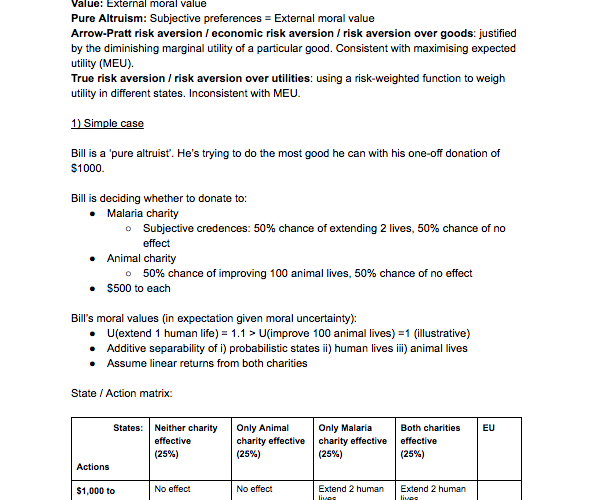 Value: External moral value
Pure Altruism: Subjective preferences = External moral value
Arrow-Pratt risk aversion / economic risk aversion / risk aversion over goods: justified
by the diminishing marginal utility of a particular good. Consistent with maximising expected
utility (MEU).
True risk aversion / risk aversion over utilities: using a risk-weighted function to weigh
utility in different states. Inconsistent with MEU.
1) Simple case
Bill is a 'pure altruist'. He's trying to do the most good he can with his one-off donation of
$1000.
Bill is deciding whether to donate to:
● Malaria charity
○ Subjective credences: 50% chance of extending 2 lives, 50% chance of no
effect
● Animal charity
○ 50% chance of improving 100 animal lives, 50% chance of no effect
● $500 to each
Bill's moral values (in expectation given moral uncertainty):
● U(extend 1 human life) = 1.1 > U(improve 100 animal lives) =1 (illustrative)
● Additive separability of i) probabilistic states ii) human lives iii) animal lives
● Assume linear returns from both charities
State / Action matrix:
States: Neither charity Only Animal Only Malaria Both charities EU
effective charity effective charity effective effective
(25%) (25%) (25%) (25%)
Actions
$1,000 to No effect No effect Extend 2 human Extend 2 human
lives lives